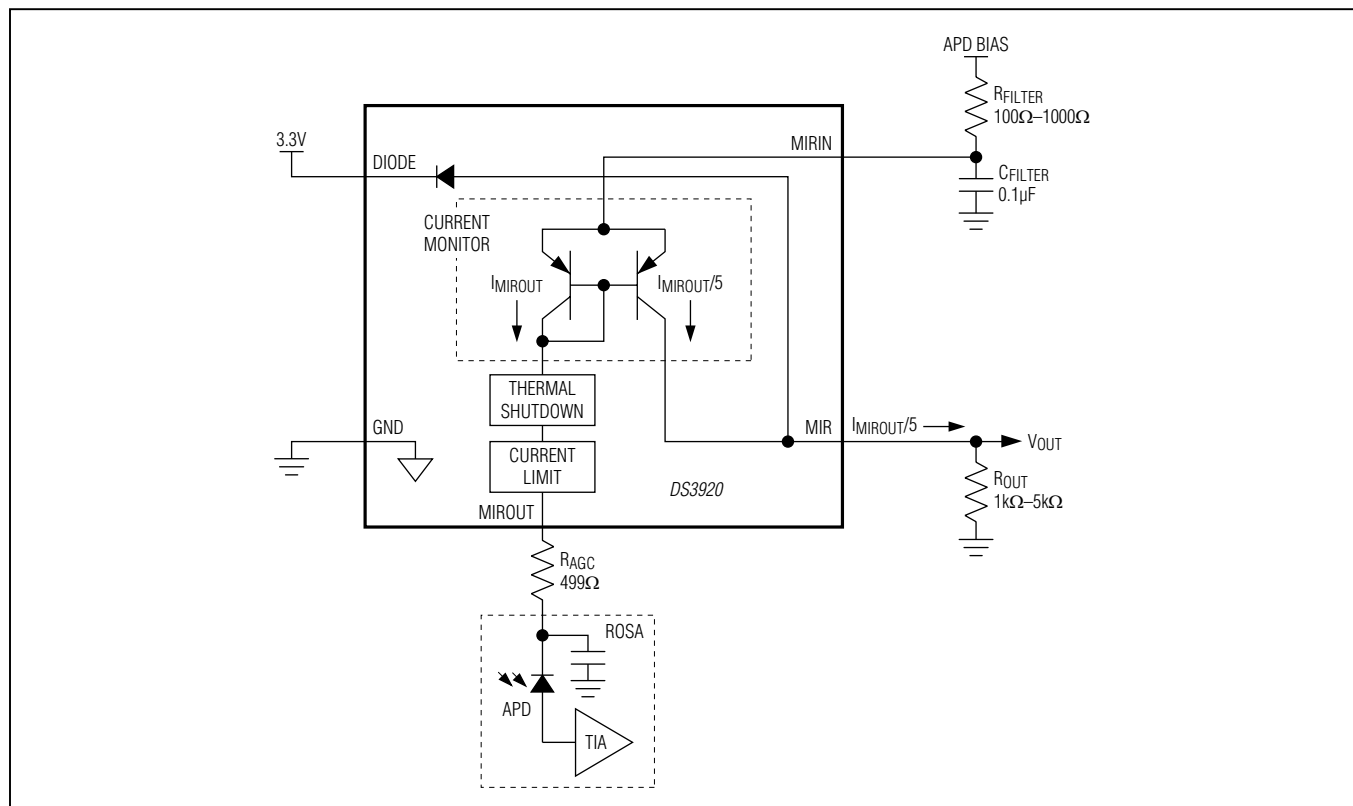 APD BIAS
RFILTER
100Ω–1000Ω
3.3V
MIRIN
DIODE
CFILTER
0.1µF
CURRENT
MONITOR
IMIROUT
IMIROUT/5
THERMAL
SHUTDOWN
GND
MIR
IMIROUT/5
VOUT
CURRENT
LIMIT
DS3920
ROUT
1kΩ–5kΩ
MIROUT
RAGC
499Ω
ROSA
APD
TIA